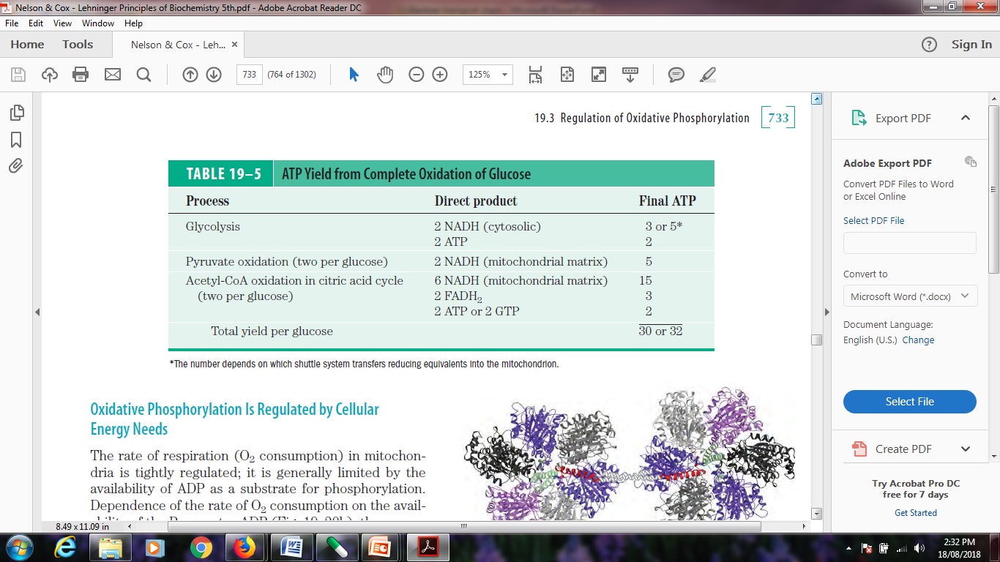 Nelson & Cox - Lehninger Principles of Biochemistry 5th.pdf - Adobe Acrobat Reader DC
File Edit View Window Help
Home Tools Nelson & Cox - Leh... × ? Sign In
733 (764 of 1302) 125%
19.3 Regulation of Oxidative Phosphorylation 733
TABLE 19–5 ATP Yield from Complete Oxidation of Glucose
Process Direct product Final ATP
Glycolysis 2 NADH (cytosolic) 3 or 5*
2 ATP 2
Pyruvate oxidation (two per glucose) 2 NADH (mitochondrial matrix) 5
Acetyl-CoA oxidation in citric acid cycle 6 NADH (mitochondrial matrix) 15
(two per glucose) 2 FADH₂ 3
2 ATP or 2 GTP 2
Total yield per glucose 30 or 32
*The number depends on which shuttle system transfers reducing equivalents into the mitochondrion.
Oxidative Phosphorylation Is Regulated by Cellular
Energy Needs
The rate of respiration (O₂ consumption) in mitochon-
dria is tightly regulated; it is generally limited by the
availability of ADP as a substrate for phosphorylation.
Dependence of the rate of O₂ consumption on the avail-
8.49 x 11.09 in
Export PDF
Adobe Export PDF
Convert PDF Files to Word
or Excel Online
Select PDF File
Convert to
Microsoft Word (*.docx)
Document Language:
English (U.S.) Change
Select File
Create PDF
Try Acrobat Pro DC
free for 7 days
Get Started
2:32 PM
18/08/2018